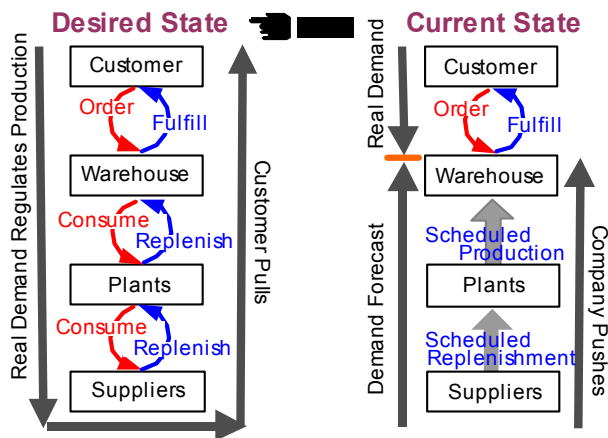 Desired State
Current State
Real Demand Regulates Production
Customer
Order
Fulfill
Warehouse
Consume
Replenish
Plants
Consume
Replenish
Suppliers
Customer Pulls
Real Demand
Demand Forecast
Customer
Order
Fulfill
Warehouse
Scheduled
Production
Plants
Scheduled
Replenishment
Suppliers
Company Pushes